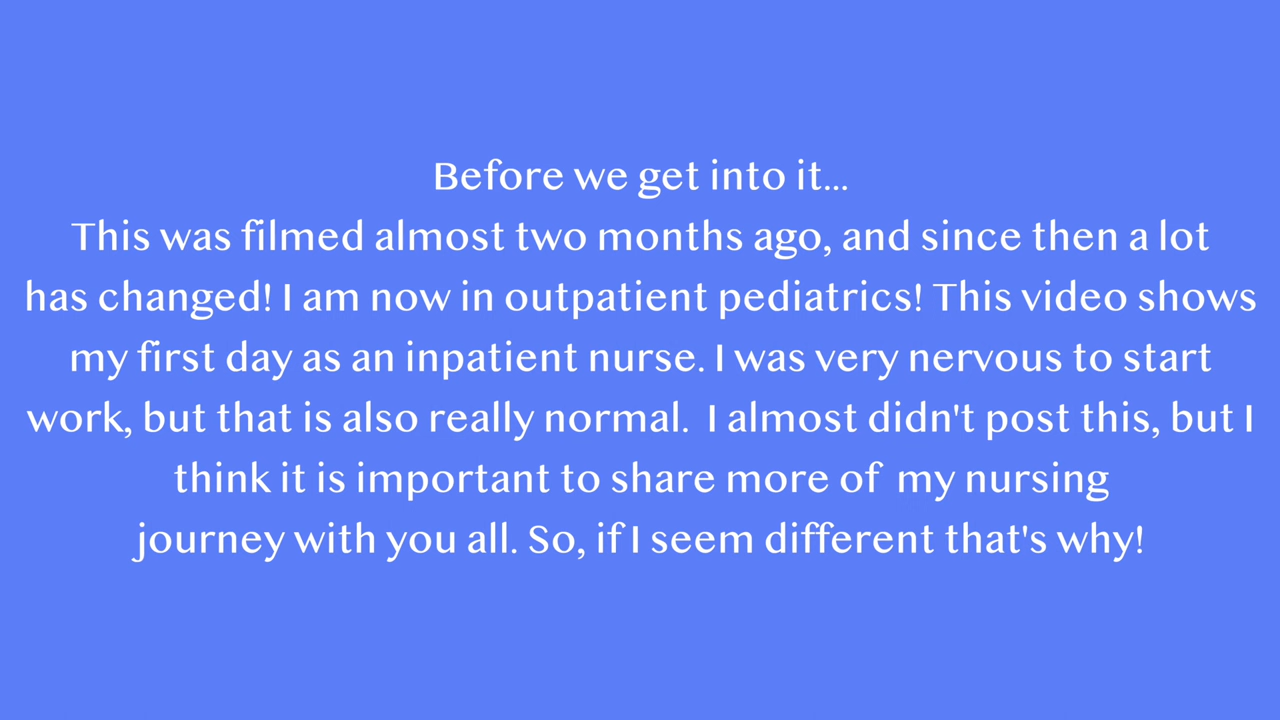 Before we get into it...
This was filmed almost two months ago, and since then a lot
has changed! I am now in outpatient pediatrics! This video shows
my first day as an inpatient nurse. I was very nervous to start
work, but that is also really normal.  I almost didn't post this, but I
think it is important to share more of  my nursing
journey with you all. So, if I seem different that's why!